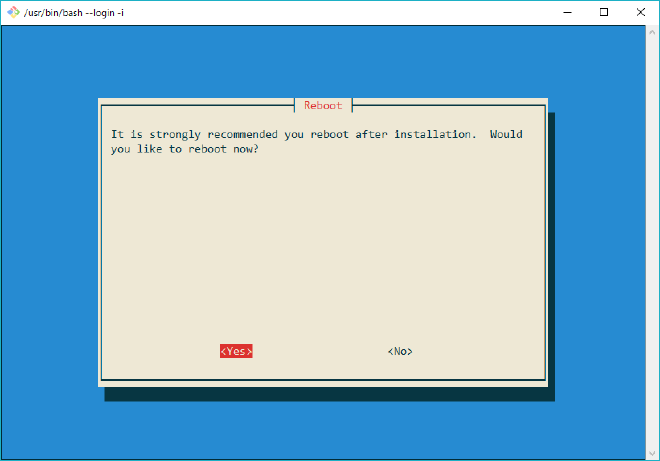 /usr/bin/bash --login -i
Reboot
It is strongly recommended you reboot after installation.  Would
you like to reboot now?
<Yes> <No>